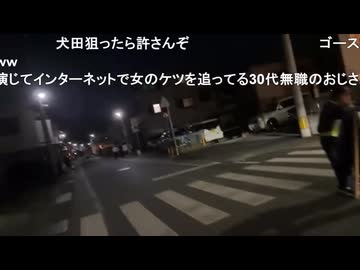 犬田狙ったら許さんぞ
ゴース
ww
演じてインターネットで女のケツを追ってる30代無職のおじさ